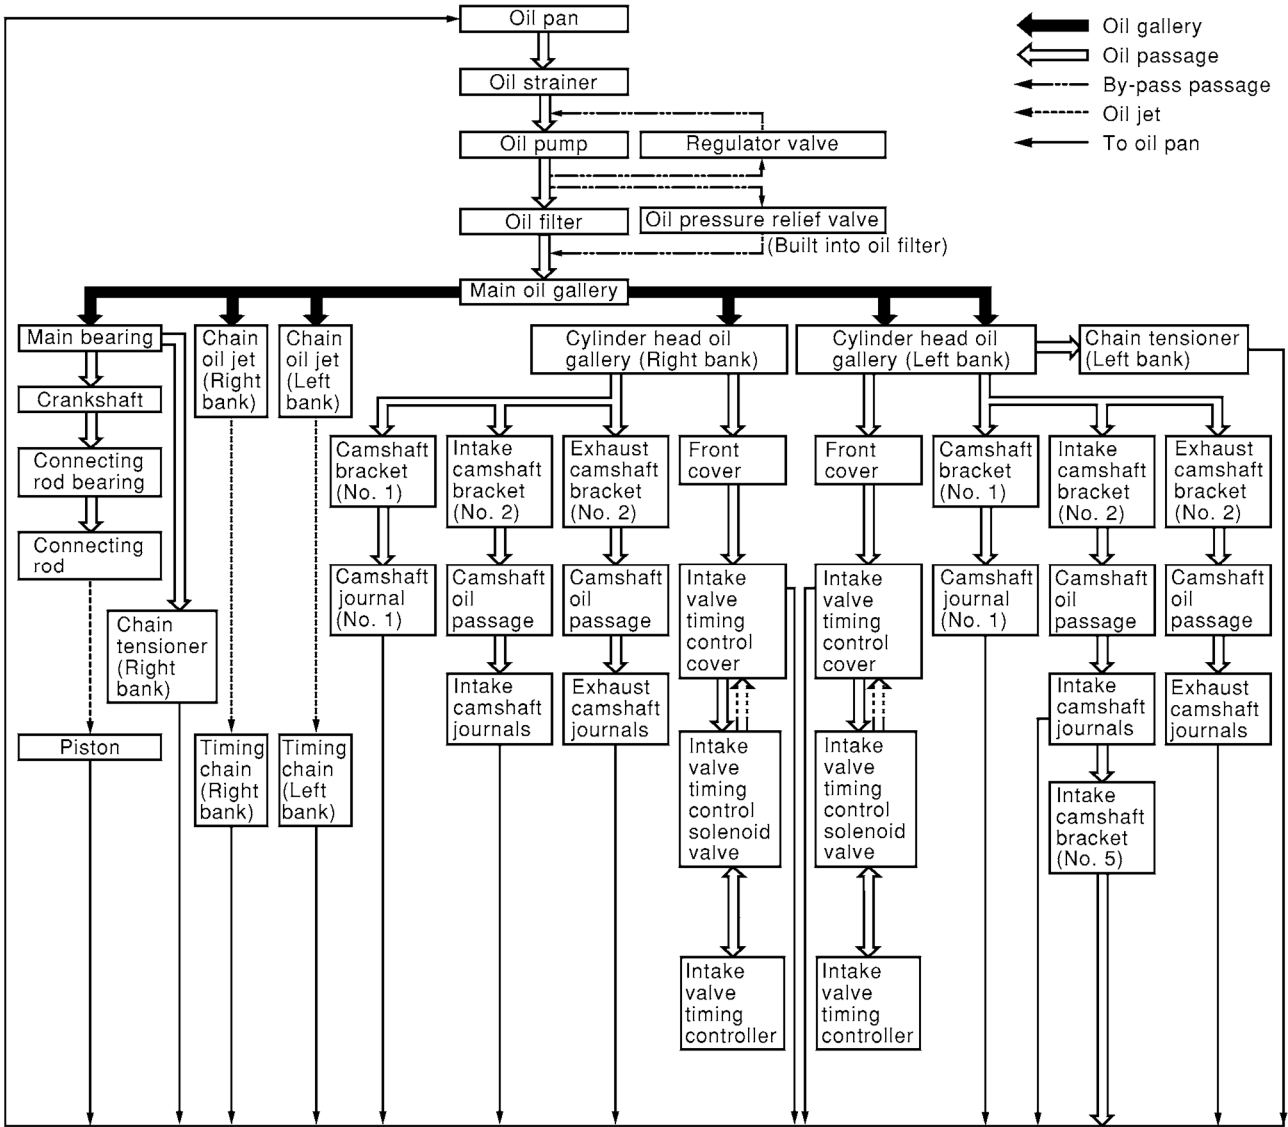 Oil pan
Oil gallery
Oil passage
By-pass passage
Oil jet
To oil pan
Oil strainer
Oil pump
Regulator valve
Oil filter
Oil pressure relief valve
(Built into oil filter)
Main oil gallery
Main bearing
Crankshaft
Connecting
rod bearing
Connecting
rod
Piston
Chain
tensioner
(Right
bank)
Chain
oil jet
(Right
bank)
Timing
chain
(Right
bank)
Chain
oil jet
(Left
bank)
Timing
chain
(Left
bank)
Cylinder head oil
gallery (Right bank)
Camshaft
bracket
(No. 1)
Camshaft
journal
(No. 1)
Intake
camshaft
bracket
(No. 2)
Camshaft
oil
passage
Intake
camshaft
journals
Exhaust
camshaft
bracket
(No. 2)
Camshaft
oil
passage
Exhaust
camshaft
journals
Front
cover
Intake
valve
timing
control
cover
Intake
valve
timing
control
solenoid
valve
Intake
valve
timing
controller
Cylinder head oil
gallery (Left bank)
Chain tensioner
(Left bank)
Front
cover
Intake
valve
timing
control
cover
Intake
valve
timing
control
solenoid
valve
Intake
valve
timing
controller
Camshaft
bracket
(No. 1)
Camshaft
journal
(No. 1)
Intake
camshaft
bracket
(No. 2)
Camshaft
oil
passage
Intake
camshaft
journals
Intake
camshaft
bracket
(No. 5)
Exhaust
camshaft
bracket
(No. 2)
Camshaft
oil
passage
Exhaust
camshaft
journals